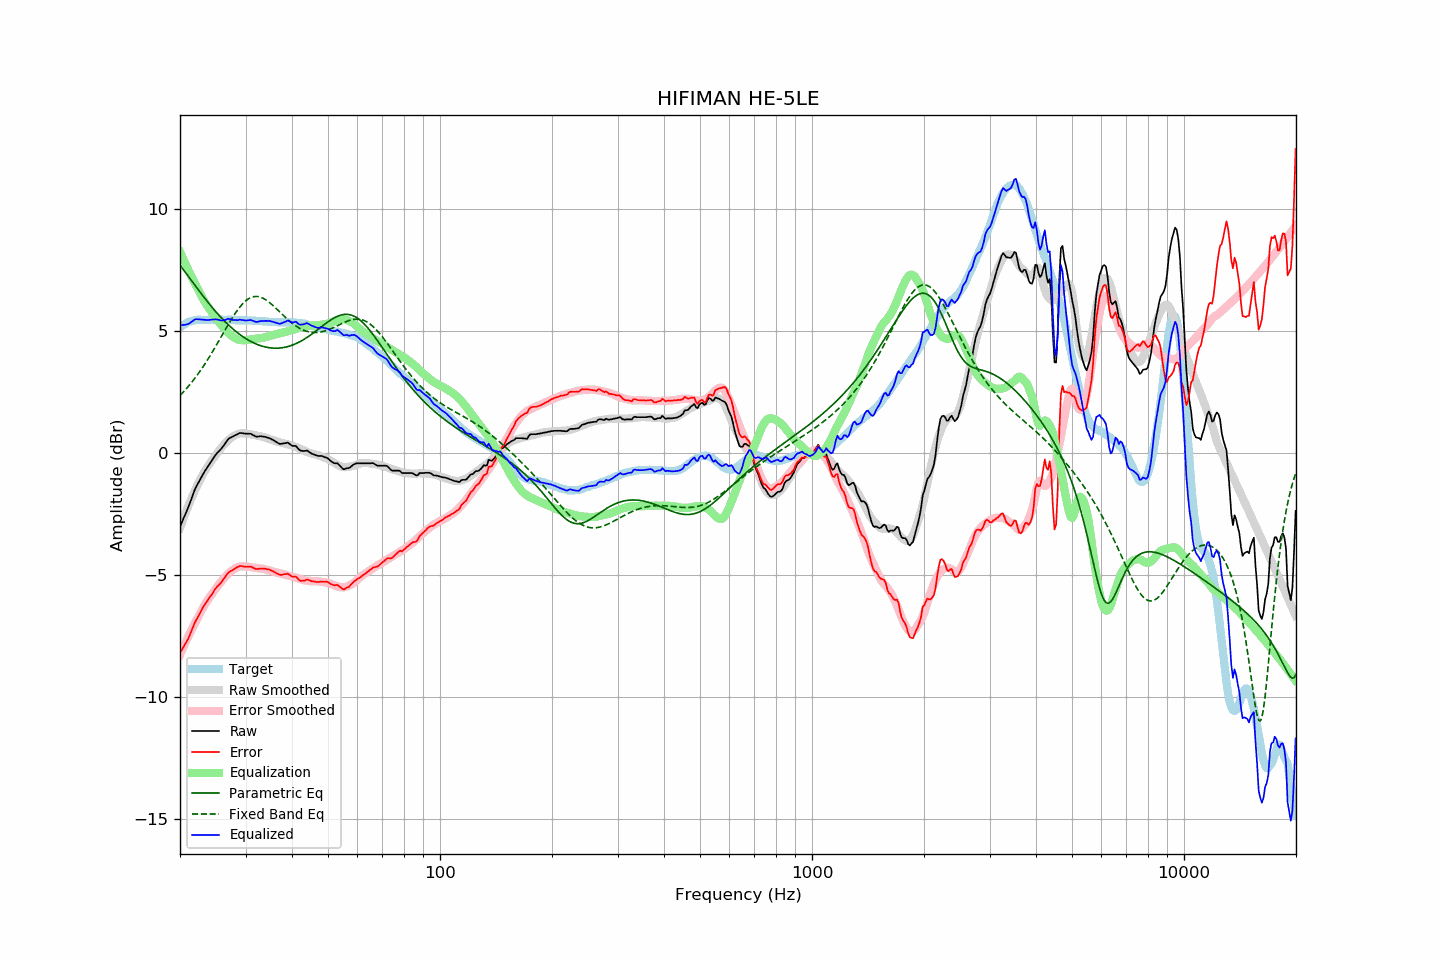 HIFIMAN HE-5LE
Amplitude (dBr)
10
5
0
−5
−10
−15
Target
Raw Smoothed
Error Smoothed
Raw
Error
Equalization
Parametric Eq
Fixed Band Eq
Equalized
100
1000
10000
Frequency (Hz)